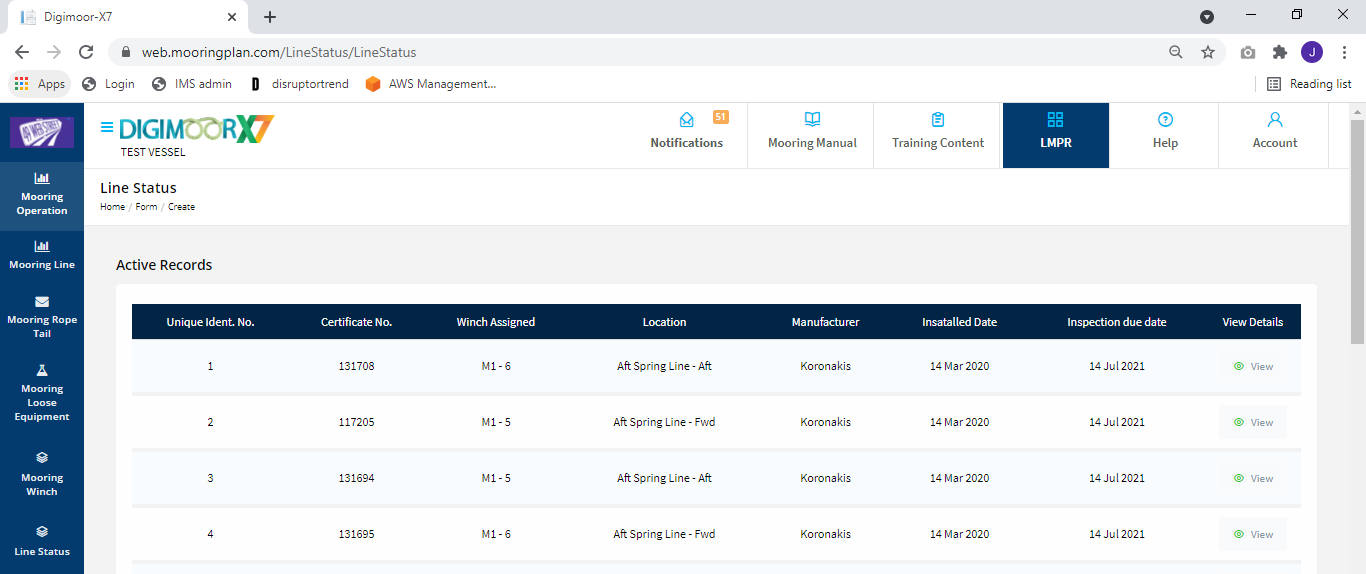 Digimoor-X7
web.mooringplan.com/LineStatus/LineStatus
J
Apps Login IMS admin D disruptortrend AWS Management... Reading list
49 WEB STREET
DIGIMOORX7
TEST VESSEL
51
Notifications Mooring Manual Training Content LMPR Help Account
Mooring
Operation
Mooring Line
Mooring Rope
Tail
Mooring
Loose
Equipment
Mooring
Winch
Line Status
Line Status
Home / Form / Create
Active Records
Unique Ident. No. Certificate No. Winch Assigned Location Manufacturer Insatalled Date Inspection due date View Details
1 131708 M1 - 6 Aft Spring Line - Aft Koronakis 14 Mar 2020 14 Jul 2021 View
2 117205 M1 - 5 Aft Spring Line - Fwd Koronakis 14 Mar 2020 14 Jul 2021 View
3 131694 M1 - 5 Aft Spring Line - Aft Koronakis 14 Mar 2020 14 Jul 2021 View
4 131695 M1 - 6 Aft Spring Line - Fwd Koronakis 14 Mar 2020 14 Jul 2021 View